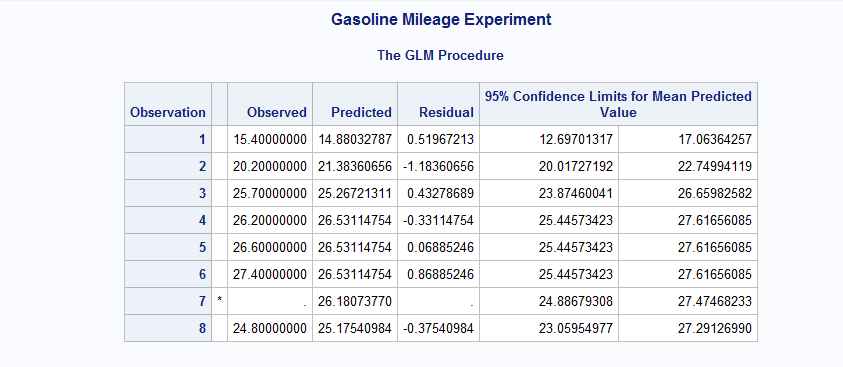 Gasoline Mileage Experiment
The GLM Procedure
Observation Observed Predicted Residual 95% Confidence Limits for Mean Predicted
Value
1 15.40000000 14.88032787 0.51967213 12.69701317 17.06364257
2 20.20000000 21.38360656 -1.18360656 20.01727192 22.74994119
3 25.70000000 25.26721311 0.43278689 23.87460041 26.65982582
4 26.20000000 26.53114754 -0.33114754 25.44573423 27.61656085
5 26.60000000 26.53114754 0.06885246 25.44573423 27.61656085
6 27.40000000 26.53114754 0.86885246 25.44573423 27.61656085
7 * . 26.18073770 . 24.88679308 27.47468233
8 24.80000000 25.17540984 -0.37540984 23.05954977 27.29126990